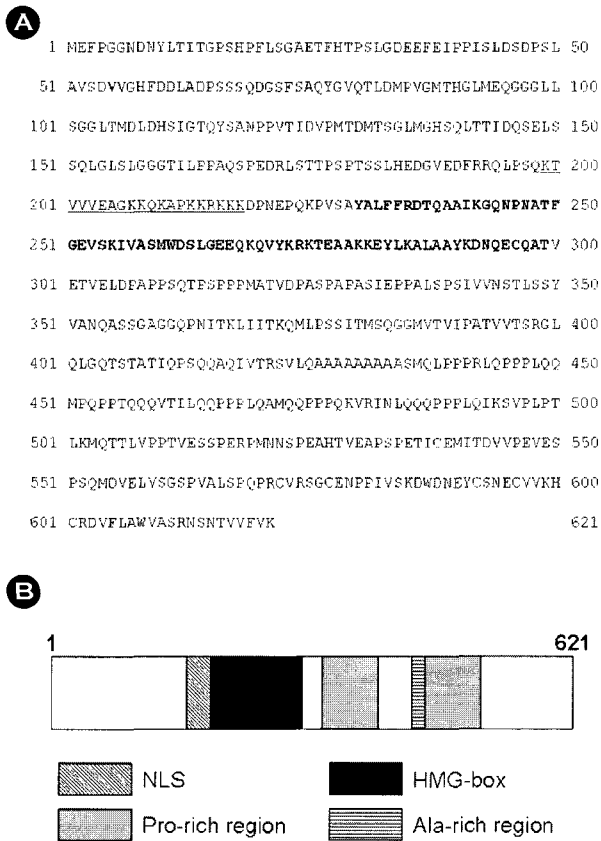 A
1 MEFPGGNDNYLTITGPSHPFLSGAETFHTPSLGDEEFEIPPISLDSDPSL 50
51 AVSDVVGHFDDLADPSSSQDGSFSAQYGVQTLDMPVGMTHGLMEQGGGLL 100
101 SGGLTMDLDHSIGTQYSANPPVTIDVPMTDMTSGLMGHSQLTTIDQSELS 150
151 SQLGLSLGGGTILPPAQSPEDRLSTTPSPTSSLHEDGVEDFRRQLPSQKT 200
201 VVVEAGKKQKAPKKRKKKDPNEPQKPVSAYALFFRDTQAAIKGQNPNATF 250
251 GEVSKIVASMWDSLGEEQKQVYKRKTEAAKKEYLKALAAYKDNQECQATV 300
301 ETVELDPAPPSQTPSPPPMATVDPASPAPASIEPPALSPSIVVNSTLSSY 350
351 VANQASSGAGGQPNITKLIITKQMLPSSITMSQGGMVTVIPATVVTSRGL 400
401 QLGQTSTATIQPSQQAQIVTRSVLQAAAAAAAAASMQLPPPRLQPPPLQQ 450
451 MPQPPTQQQVTILQQPPPLQAMQQPPPQKVRINLQQQPPPLQIKSVPLPT 500
501 LKMQTTLVPPTVESSPERPMNNSPEAHTVEAPSPETICEMITDVVPEVES 550
551 PSQMDVELVSGSPVALSPQPRCVRSGCENPPIVSKDWDNEYCSNECVVKH 600
601 CRDVFLAWVASRNSNTVVFVK 621
B
1 621
NLS HMG-box
Pro-rich region Ala-rich region